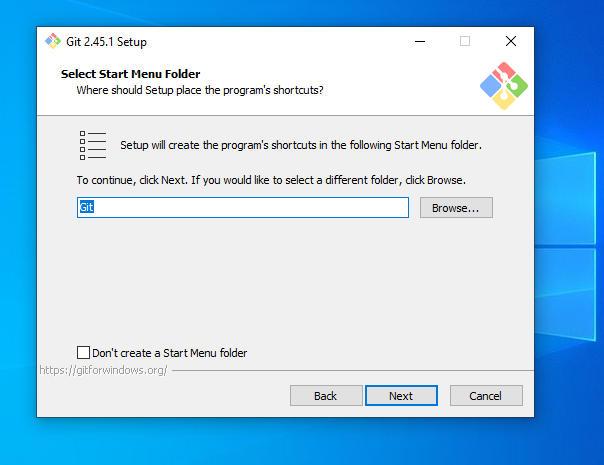 Git 2.45.1 Setup
Select Start Menu Folder
Where should Setup place the program's shortcuts?
Setup will create the program's shortcuts in the following Start Menu folder.
To continue, click Next. If you would like to select a different folder, click Browse.
Git
Browse...
Don't create a Start Menu folder
https://gitforwindows.org/
Back
Next
Cancel